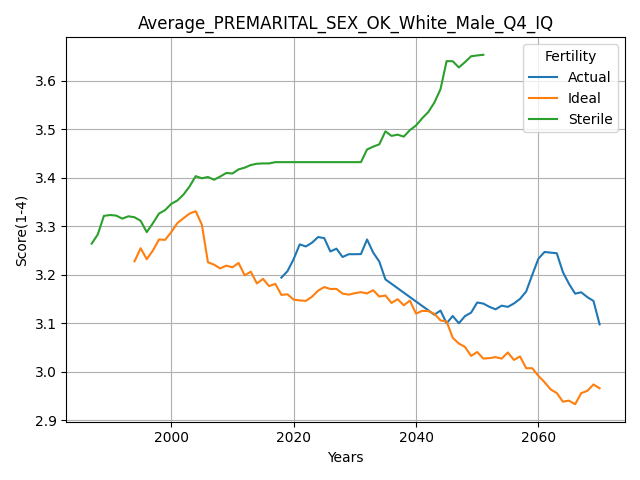 Average_PREMARITAL_SEX_OK_White_Male_Q4_IQ
Score(1-4)
3.6
3.5
3.4
3.3
3.2
3.1
3.0
2.9
Fertility
Actual
Ideal
Sterile
2000
2020
2040
2060
Years